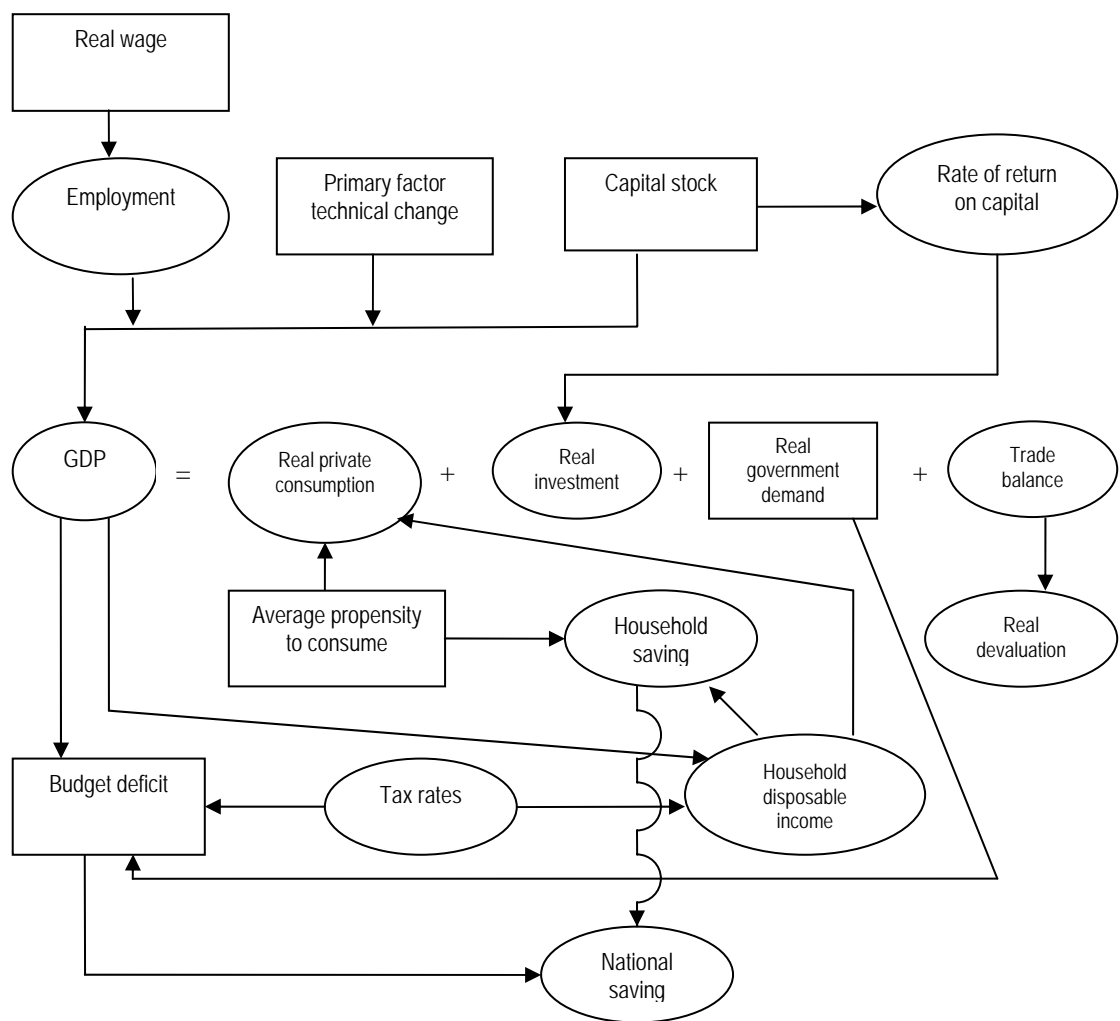 Real wage
Employment
Primary factor
technical change
Capital stock
Rate of return
on capital
GDP
=
Real private
consumption
+
Real
investment
+
Real
government
demand
+
Trade
balance
Average propensity
to consume
Household
saving
Real
devaluation
Budget deficit
Tax rates
Household
disposable
income
National
saving